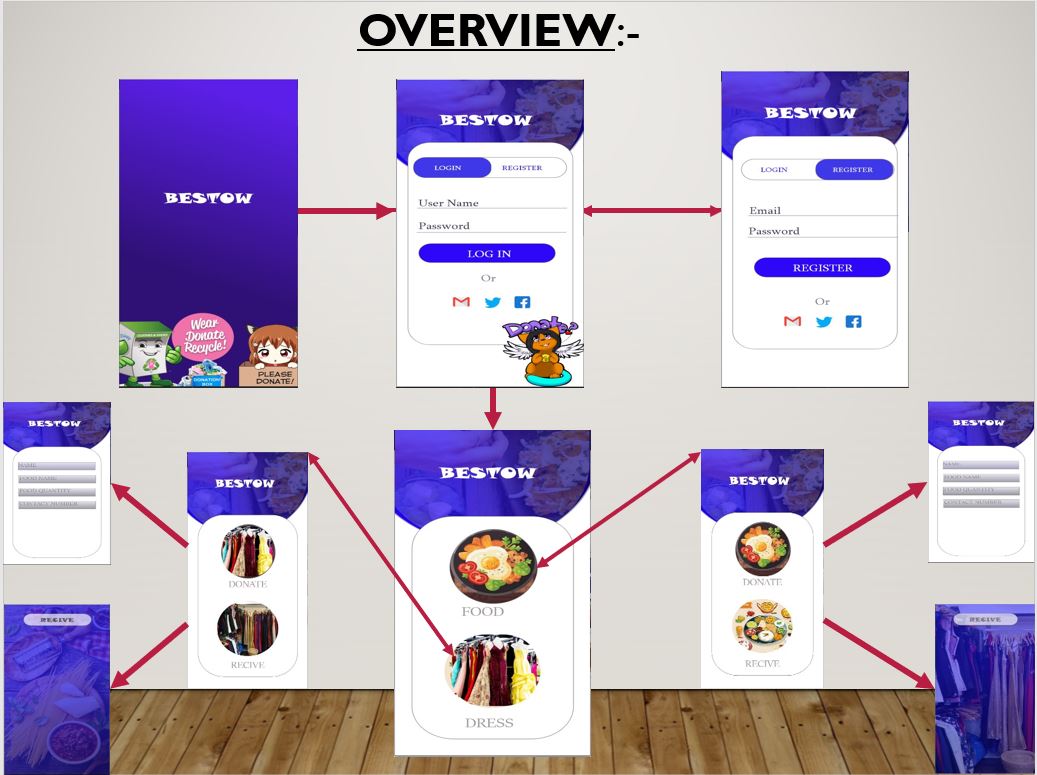 OVERVIEW:-
BESTOW
Wear
Donate
Recycle!
DONATION
BOX
PLEASE
DONATE!
BESTOW
LOGIN REGISTER
User Name
Password
LOG IN
Or
Donate?
BESTOW
LOGIN REGISTER
Email
Password
REGISTER
Or
BESTOW
NAME
FOOD NAME
FOOD QUANTITY
CONTACT NUMBER
BESTOW
DONATE
RECIVE
BESTOW
FOOD
DRESS
BESTOW
DONATE
RECIVE
BESTOW
NAME
FOOD NAME
FOOD QUANTITY
CONTACT NUMBER
RECIVE
RECIVE